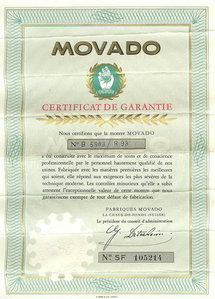 MOVADO
CERTIFICAT DE GARANTIE
Nous certifions que la montre MOVADO
No B 5903 / R 93
a été construite avec le maximum de soins et de conscience
professionnelle par le personnel hautement qualifié de nos
usines. Fabriquée avec les matières premières les meilleures
qui soient, elle répond aux exigences les plus sévères de la
technique moderne. Les contrôles minutieux qu'elle a subis
attestent l'exceptionnelle valeur de cette montre que nous
garantissons exempte de tout défaut de fabrication.
FABRIQUES MOVADO
LA CHAUX-DE-FONDS (SUISSE)
Le président du conseil d'administration
No SF 105214